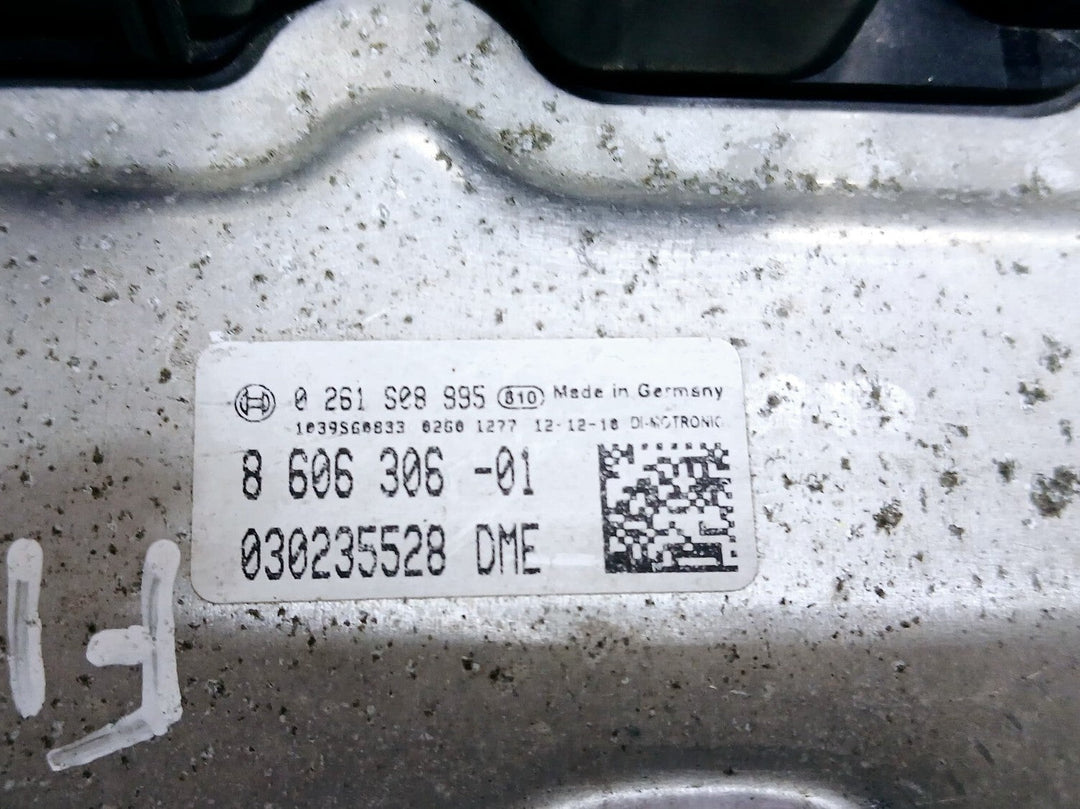 0 261 S08 995 810 Made in Germany
1039S60833 0260 1277 12-12-10 DI-MOTRONIC
8 606 306 -01
030235528 DME